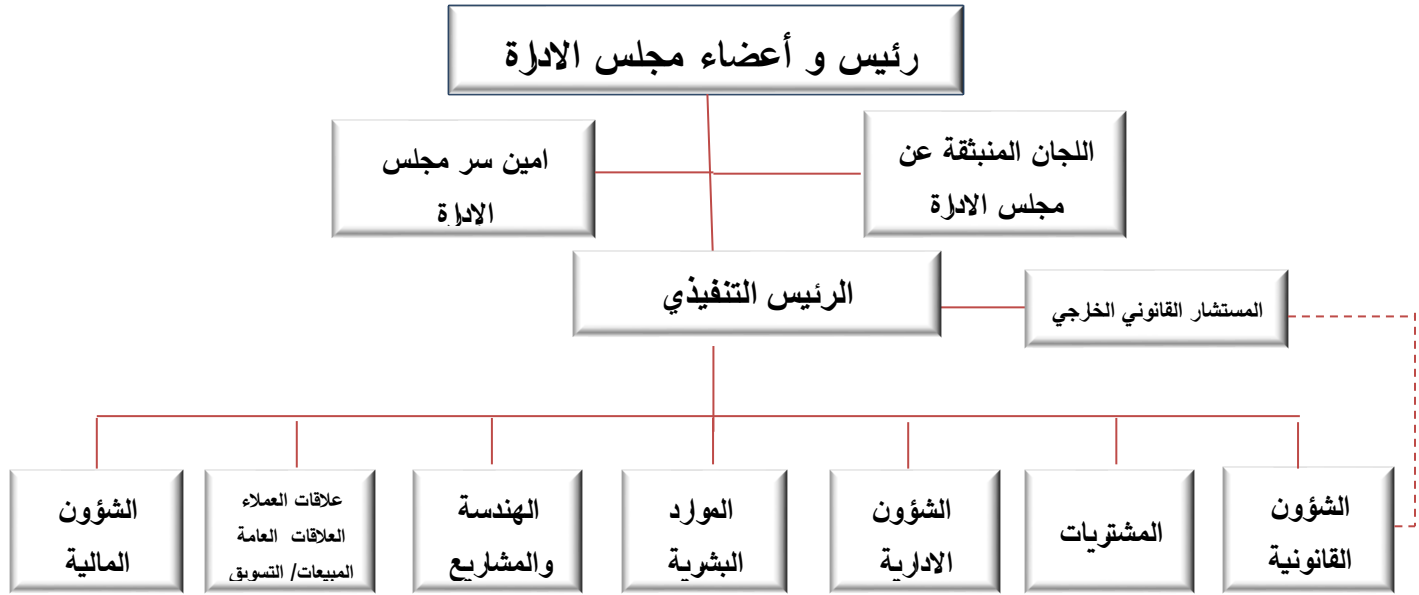 رئيس و أعضاء مجلس الادارة
اللجان المنبثقة عن
مجلس الادارة
امين سر مجلس
الادارة
الرئيس التنفيذي
المستشار القانوني الخارجي
الشؤون
القانونية
المشتريات
الشؤون
الادارية
الموارد
البشرية
الهندسة
والمشاريع
علاقات العملاء
العلاقات العامة
المبيعات/ التسويق
الشؤون
المالية